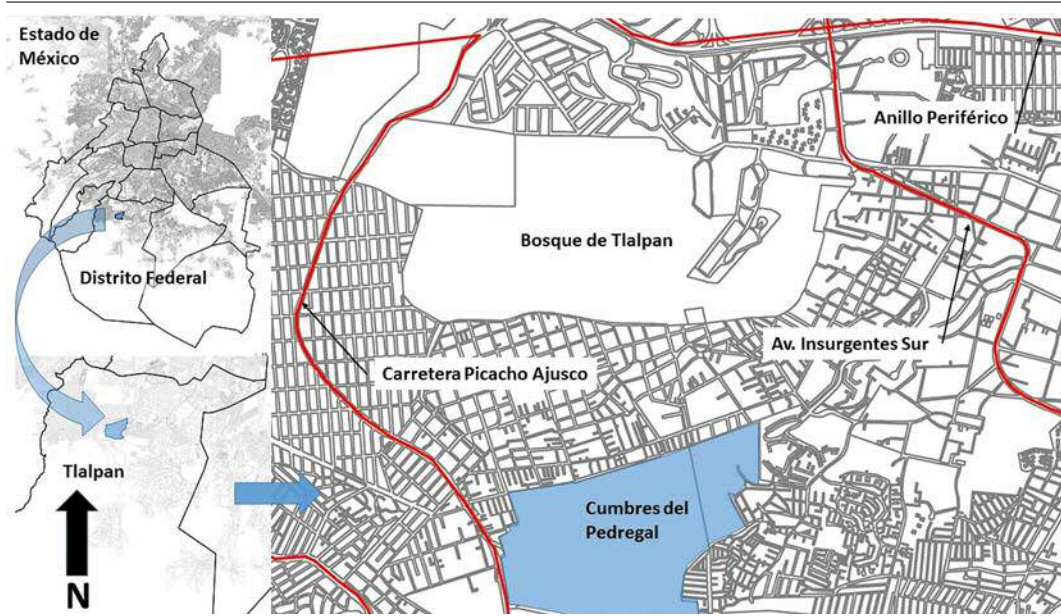 Estado de
México
Distrito Federal
Tlalpan
N
Anillo Periférico
Bosque de Tlalpan
Av. Insurgentes Sur
Carretera Picacho Ajusco
Cumbres del
Pedregal